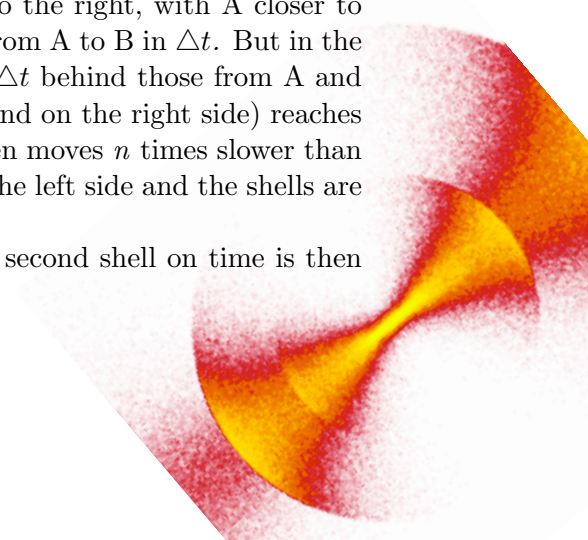 o the right, with A closer to
rom A to B in △t. But in the
△t behind those from A and
nd on the right side) reaches
en moves n times slower than
he left side and the shells are
second shell on time is then